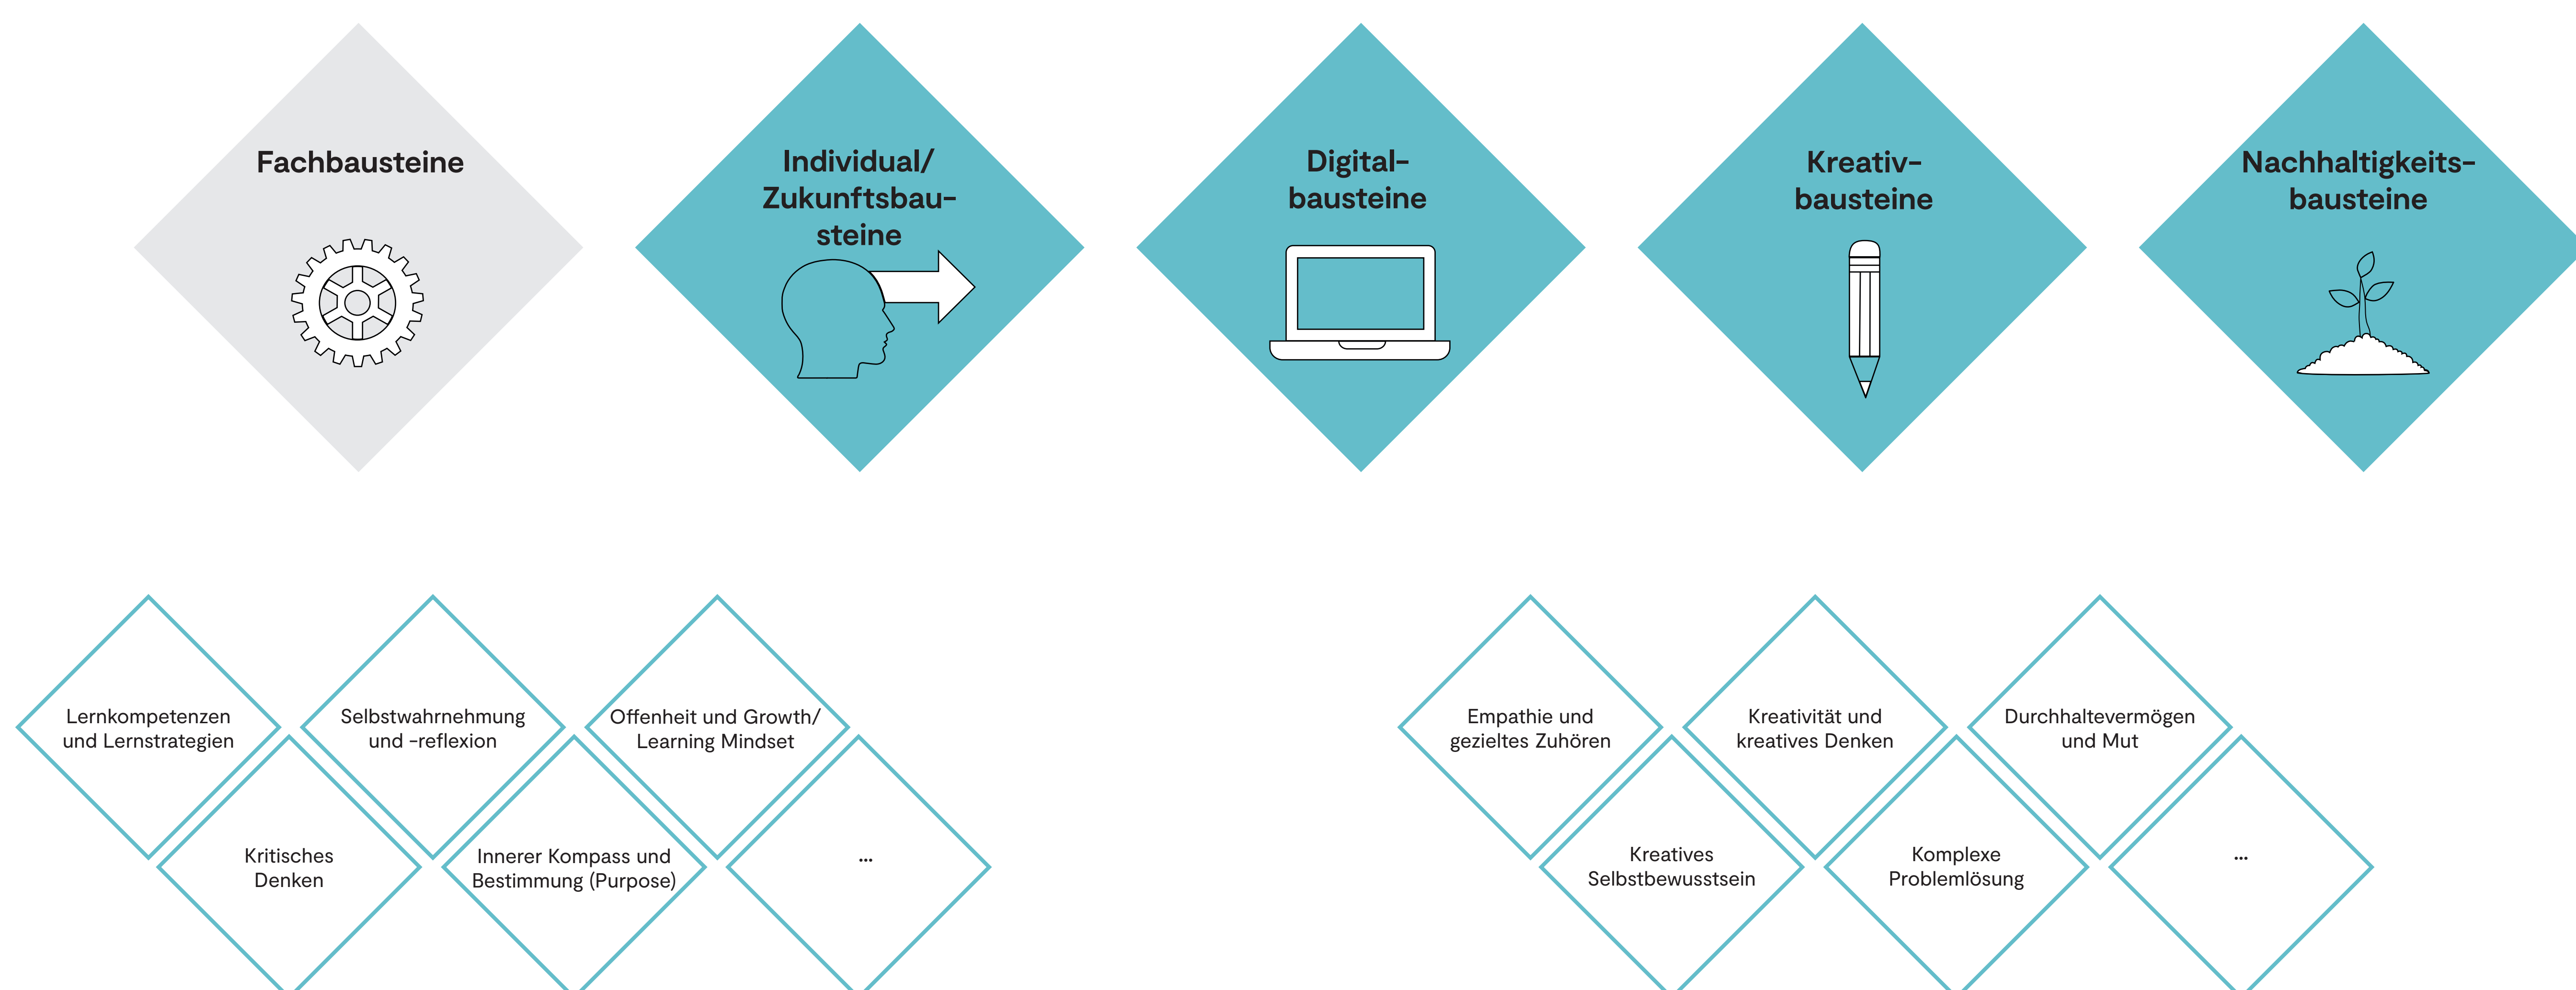 Fachbausteine
Individual/
Zukunftsbau-
steine
Digital-
bausteine
Kreativ-
bausteine
Nachhaltigkeits-
bausteine
Lernkompetenzen
und Lernstrategien
Selbstwahrnehmung
und -reflexion
Offenheit und Growth/
Learning Mindset
Kritisches
Denken
Innerer Kompass und
Bestimmung (Purpose)
...
Empathie und
gezieltes Zuhören
Kreativität und
kreatives Denken
Durchhaltevermögen
und Mut
Kreatives
Selbstbewusstsein
Komplexe
Problemlösung
...